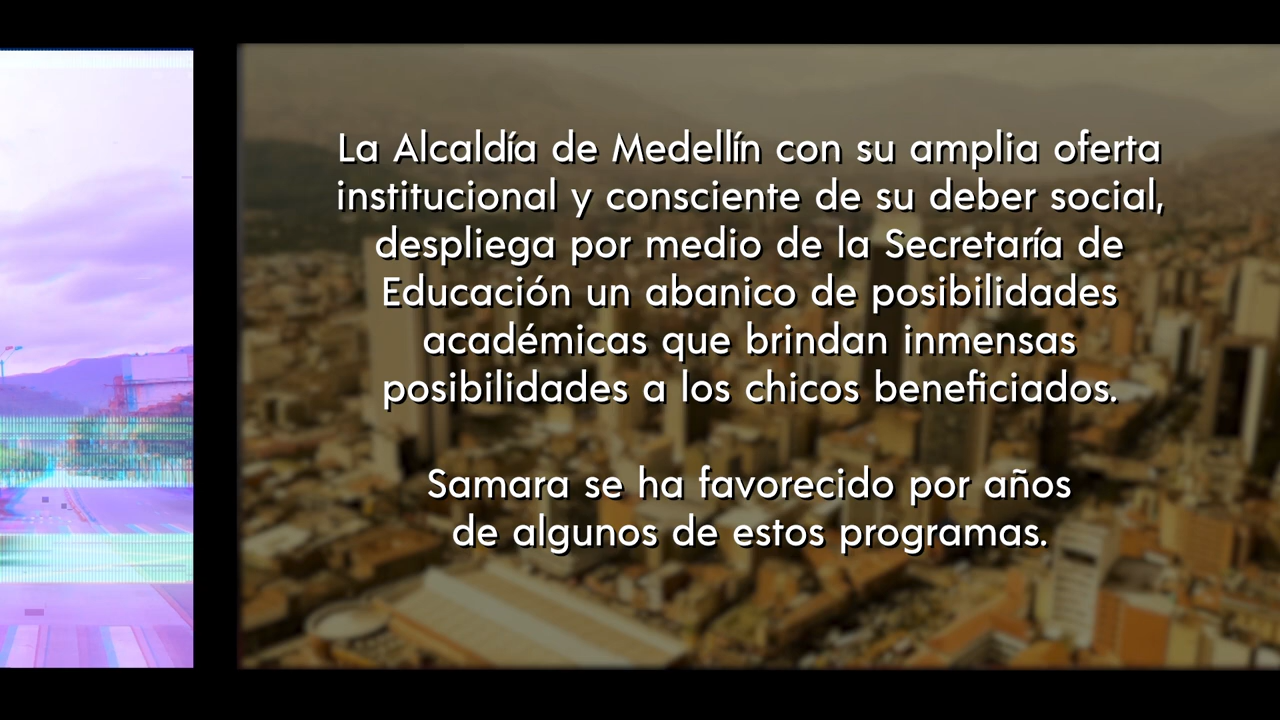 La Alcaldía de Medellín con su amplia oferta
institucional y consciente de su deber social,
despliega por medio de la Secretaría de
Educación un abanico de posibilidades
académicas que brindan inmensas
posibilidades a los chicos beneficiados.
Samara se ha favorecido por años
de algunos de estos programas.